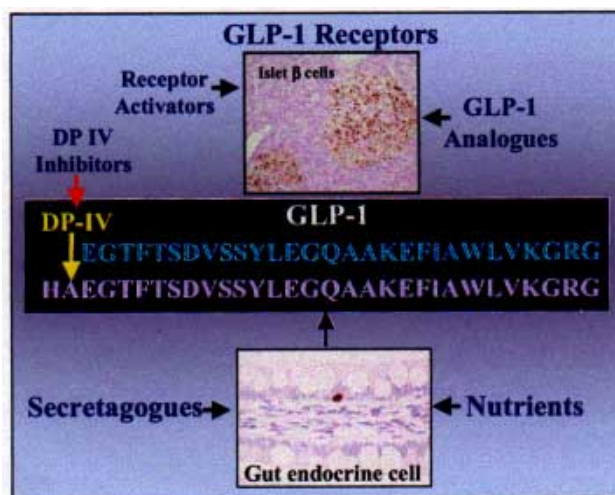 GLP-1 Receptors
Islet β cells
Receptor
Activators
GLP-1
Analogues
DP IV
Inhibitors
DP-IV
GLP-1
EGTFTSDVSSYLEGQAAKEFIAWLVKGRG
HAEGTFTSDVSSYLEGQAAKEFIAWLVKGRG
Secretagogues
Nutrients
Gut endocrine cell